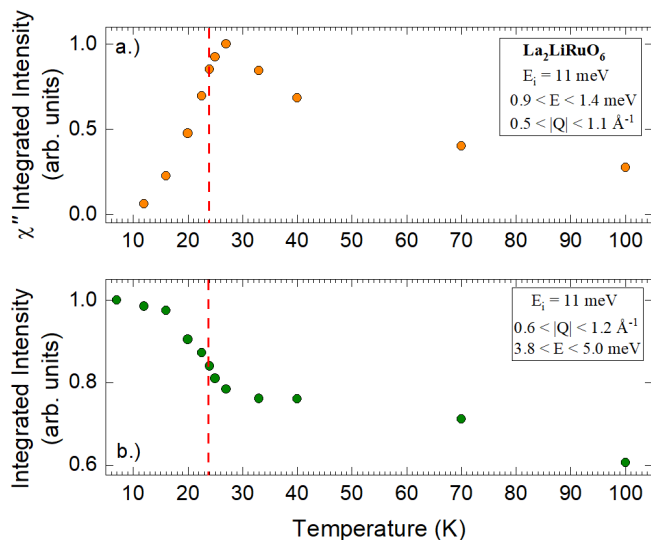 a.)
La₂LiRuO₆
Eᵢ = 11 meV
0.9 < E < 1.4 meV
0.5 < |Q| < 1.1 Å⁻¹
χ″ Integrated Intensity
(arb. units)
1.0
0.5
0.0
10 20 30 40 50 60 70 80 90 100
b.)
Eᵢ = 11 meV
0.6 < |Q| < 1.2 Å⁻¹
3.8 < E < 5.0 meV
Integrated Intensity
(arb. units)
1.0
0.8
0.6
10 20 30 40 50 60 70 80 90 100
Temperature (K)